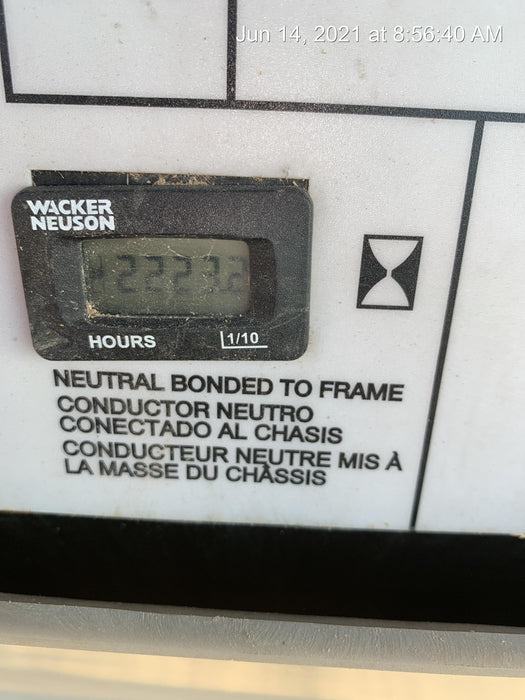 Jun 14, 2021 at 8:56:40 AM
WACKER
NEUSON
HOURS
1/10
NEUTRAL BONDED TO FRAME
CONDUCTOR NEUTRO
CONECTADO AL CHASIS
CONDUCTEUR NEUTRE MIS À
LA MASSE DU CHÂSSIS